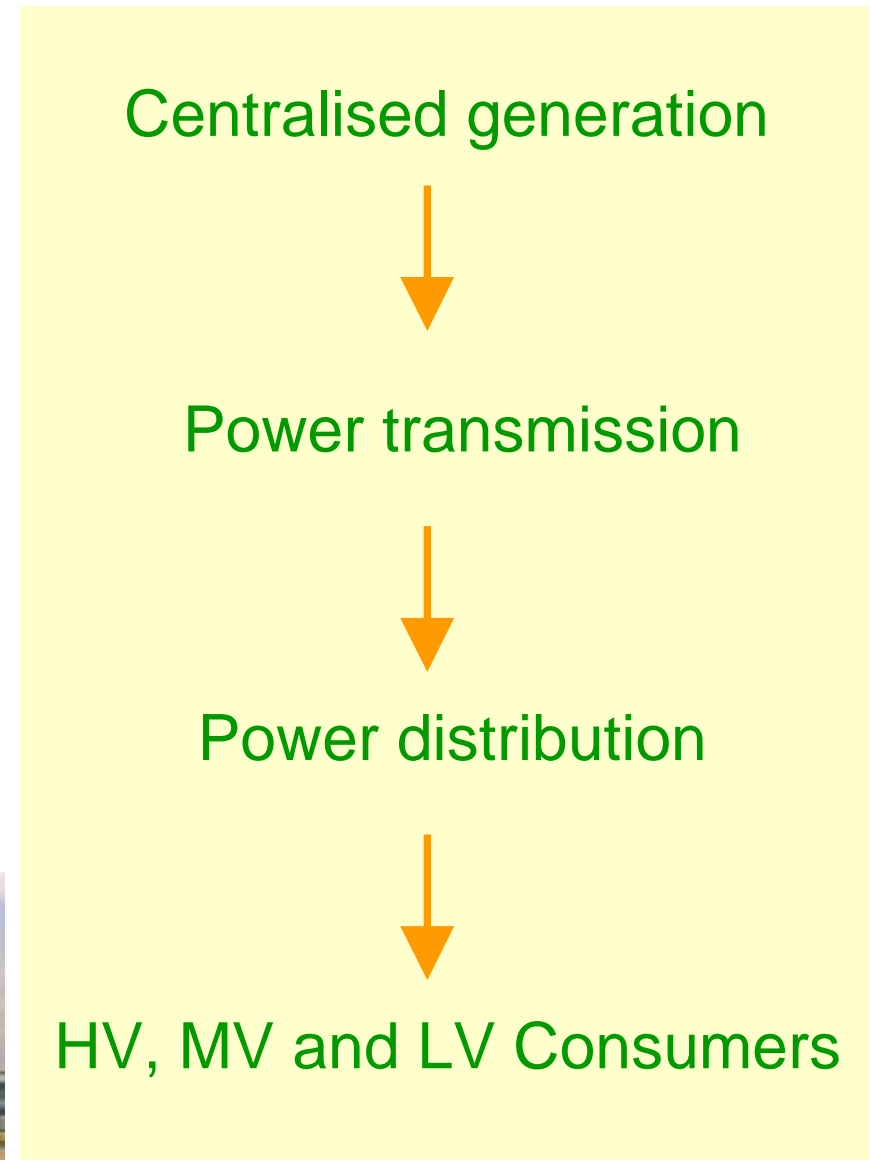 Centralised generation
Power transmission
Power distribution
HV, MV and LV Consumers